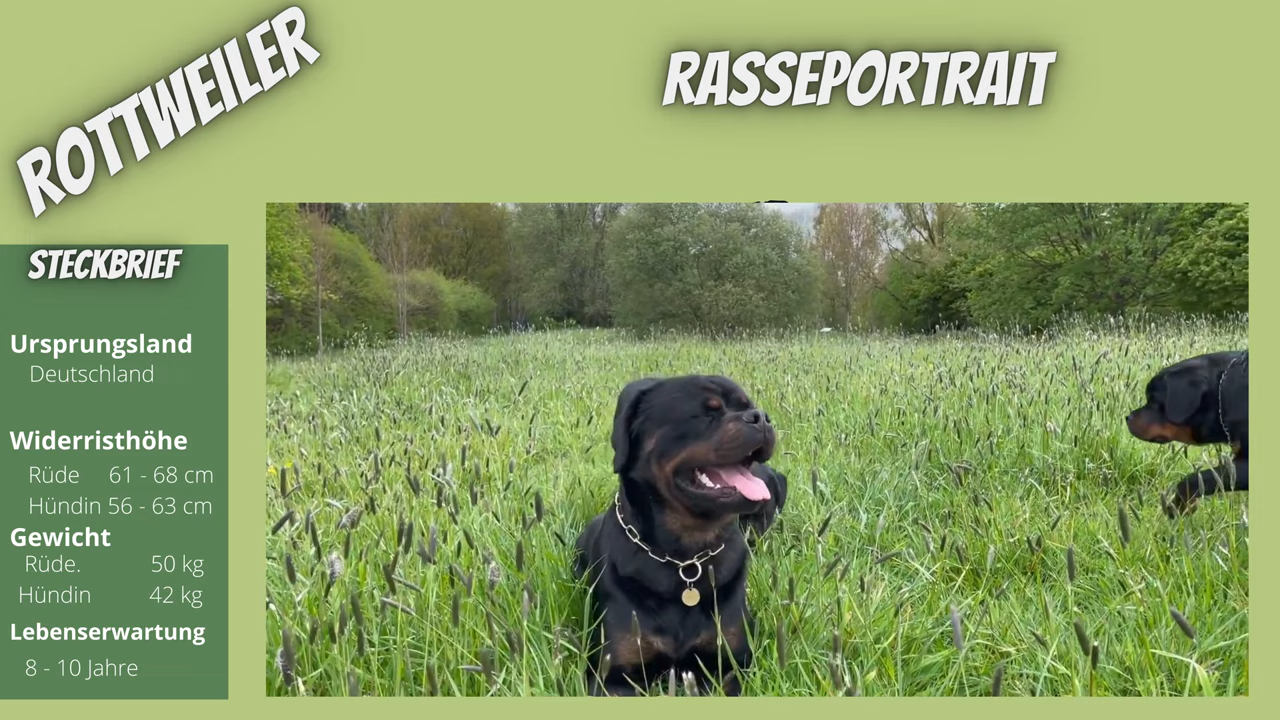 ROTTWEILER
RASSEPORTRAIT
STECKBRIEF
Ursprungsland
Deutschland
Widerristhöhe
Rüde 61 - 68 cm
Hündin 56 - 63 cm
Gewicht
Rüde. 50 kg
Hündin 42 kg
Lebenserwartung
8 - 10 Jahre